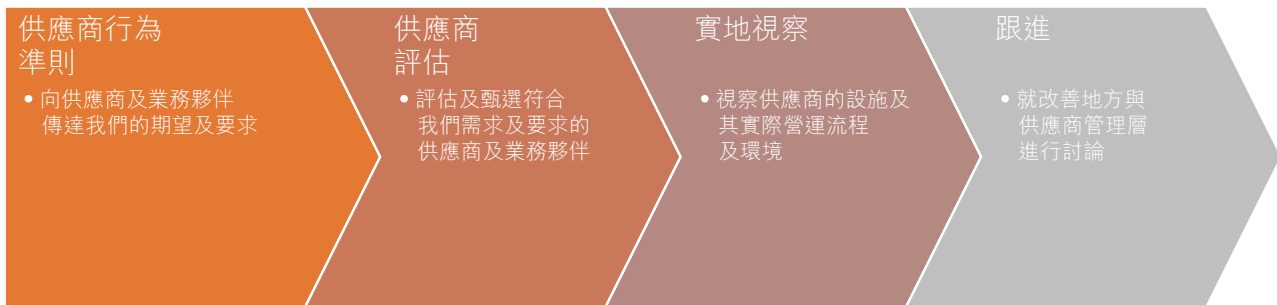 供應商行為
準則
• 向供應商及業務夥伴
傳達我們的期望及要求
供應商
評估
• 評估及甄選符合
我們需求及要求的
供應商及業務夥伴
實地視察
• 視察供應商的設施及
其實際營運流程
及環境
跟進
• 就改善地方與
供應商管理層
進行討論